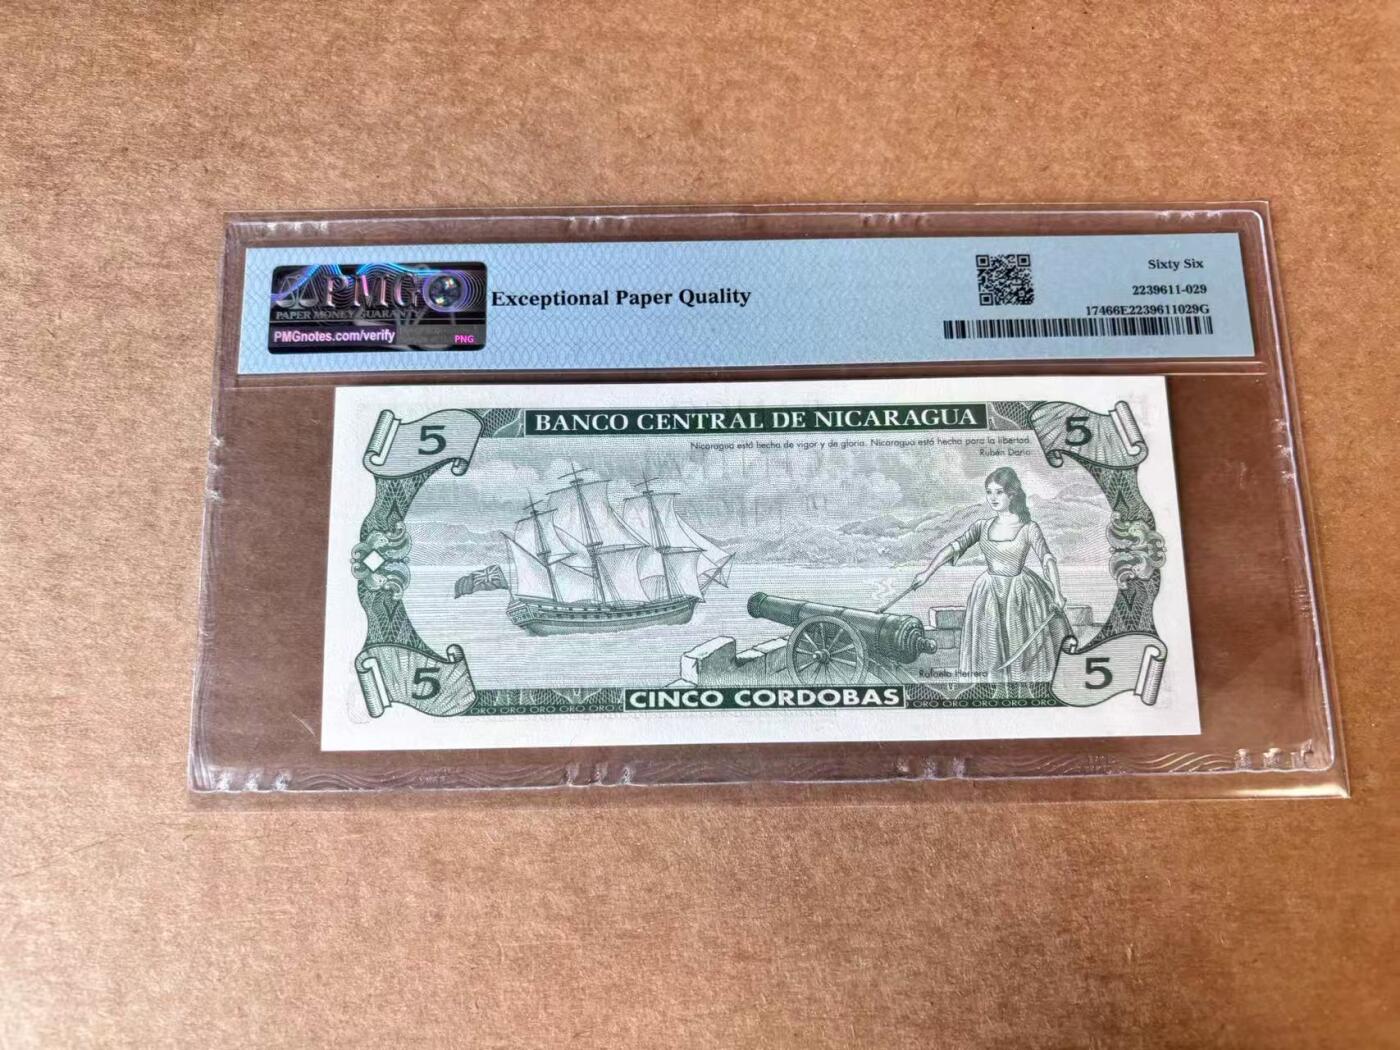 PMG
PAPER MONEY GUARANTY
PMGnotes.com/verify
PNG
Exceptional Paper Quality
Sixty Six
2239611-029
17466E2239611029G
BANCO CENTRAL DE NICARAGUA
Nicaragua está hecha de vigor y de gloria. Nicaragua está hecha para la libertad.
Rubén Darío
5
5
Rafaela Herrera
5
5
CINCO CORDOBAS
ORO ORO ORO ORO ORO
ORO ORO ORO ORO ORO